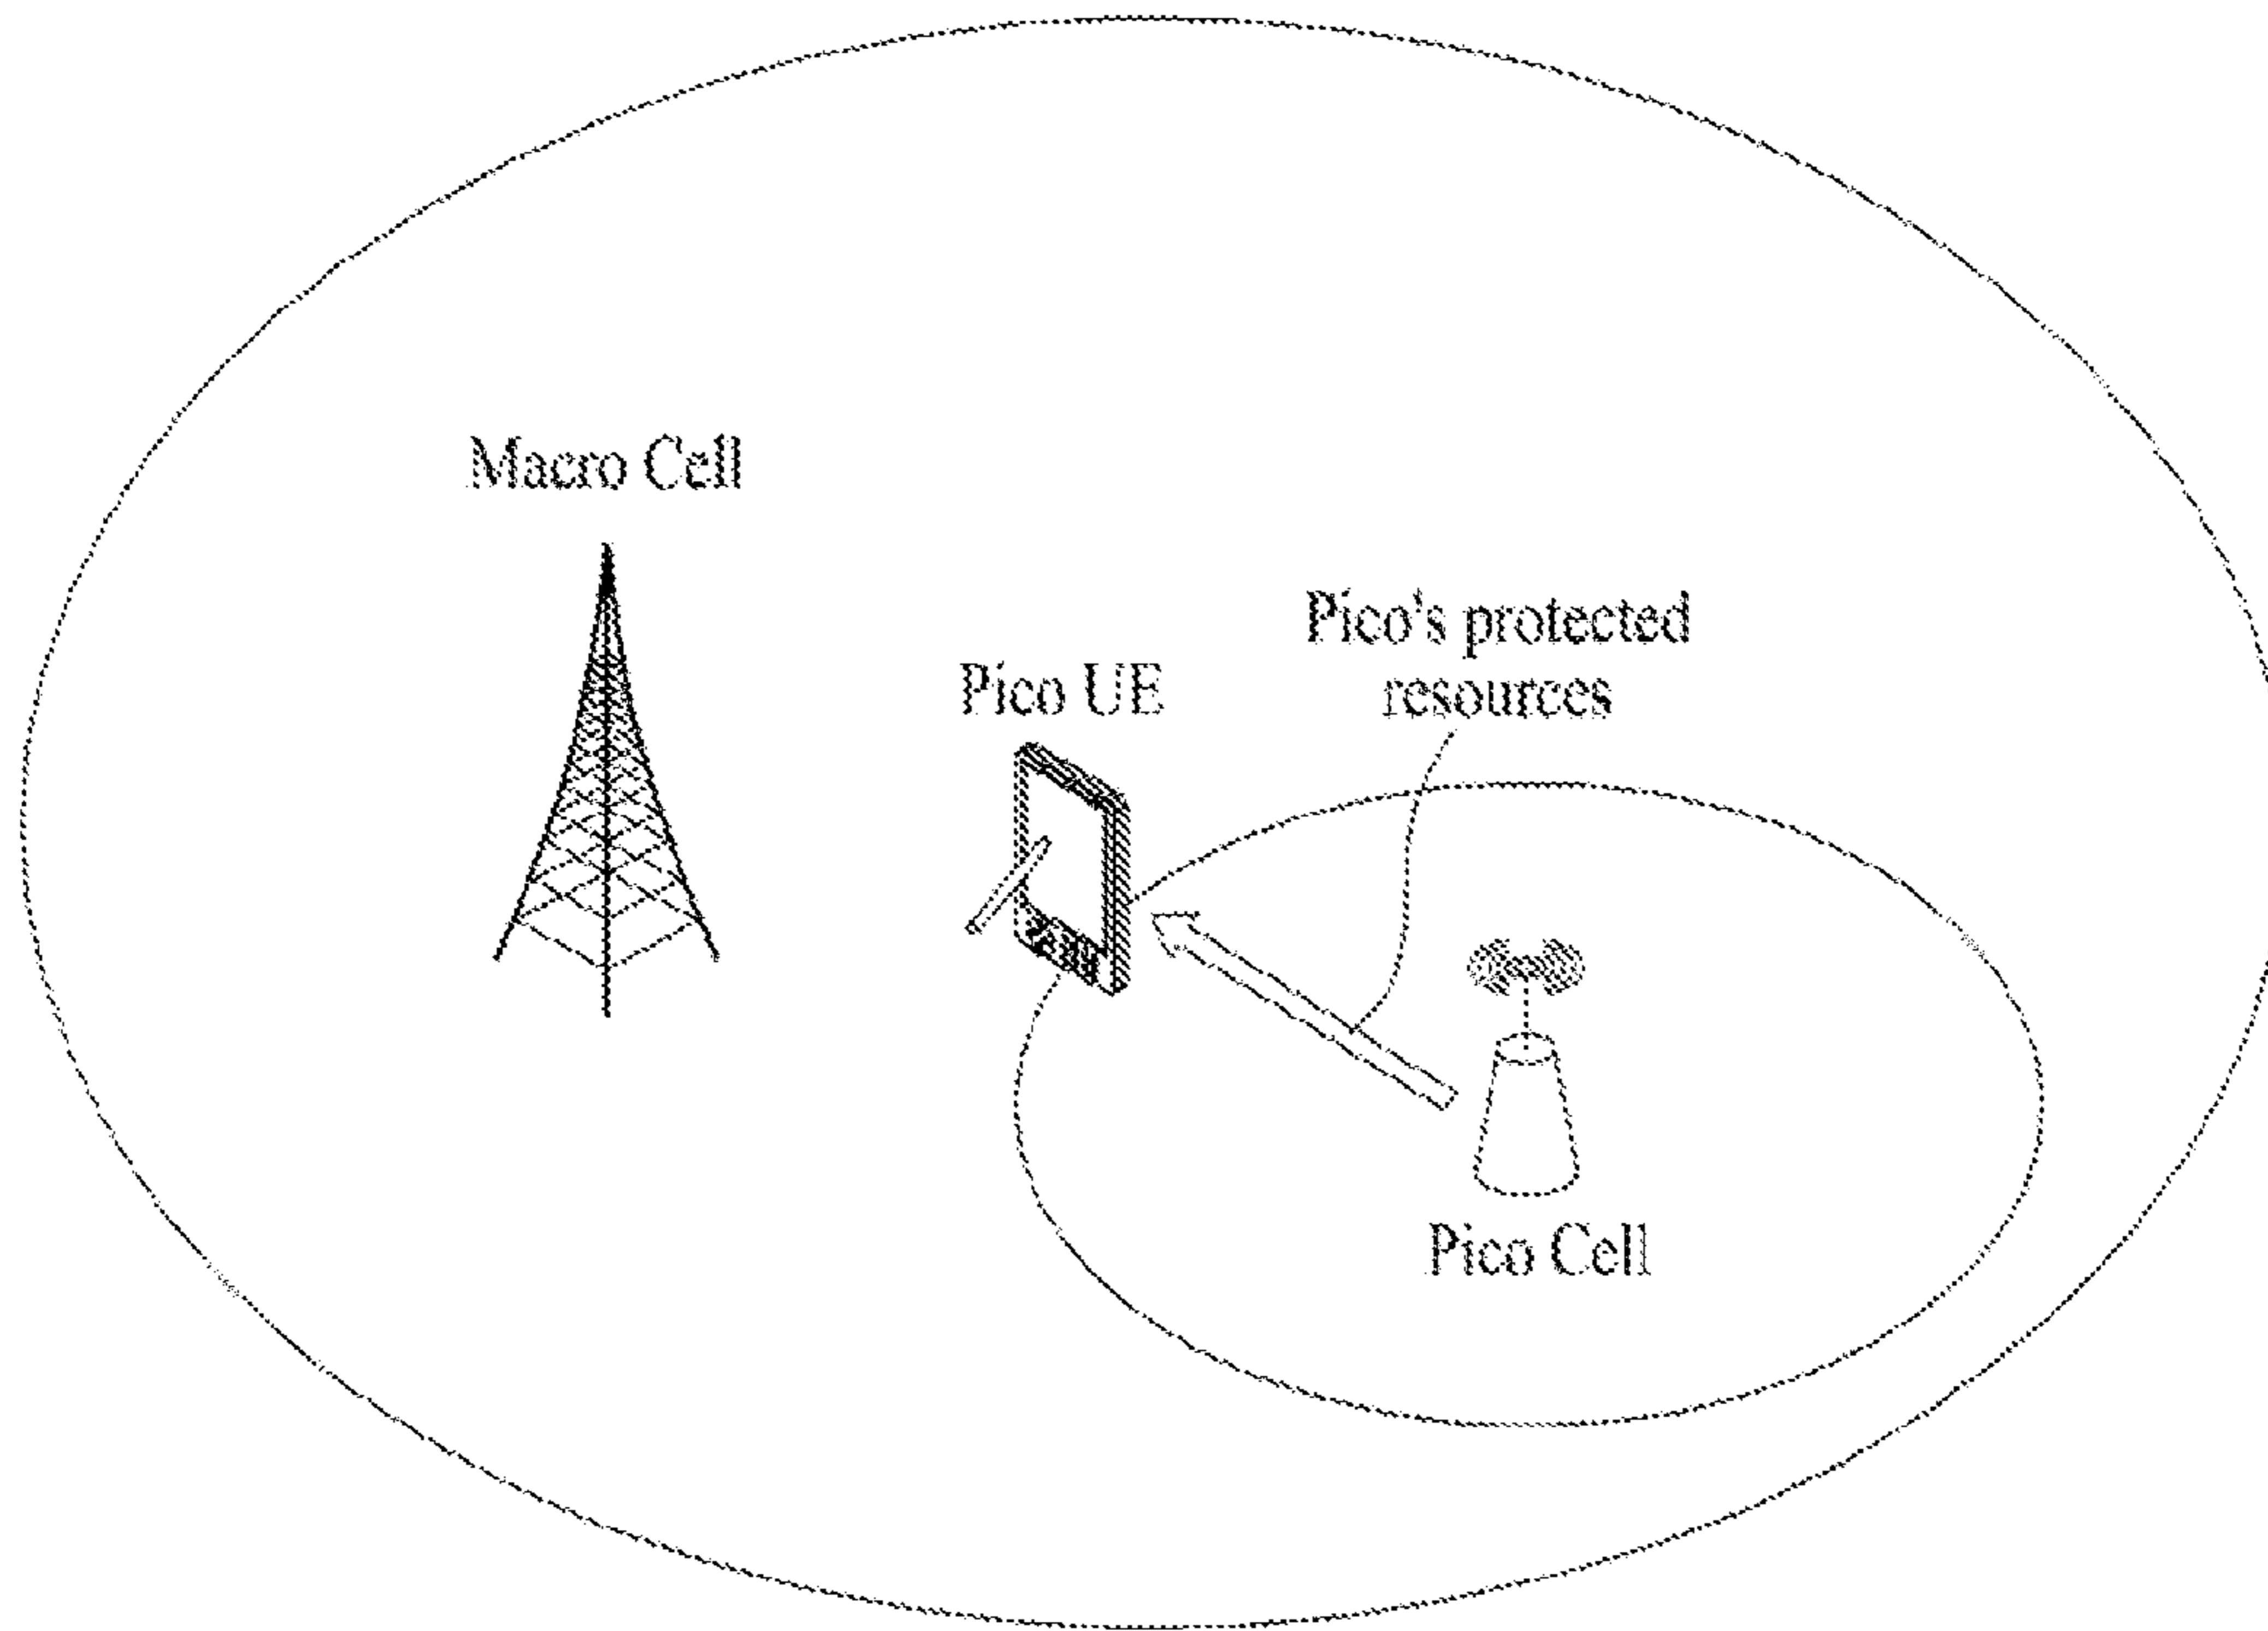 Macro Cell
Pico UE
Pico's protected
resources
Pico Cell